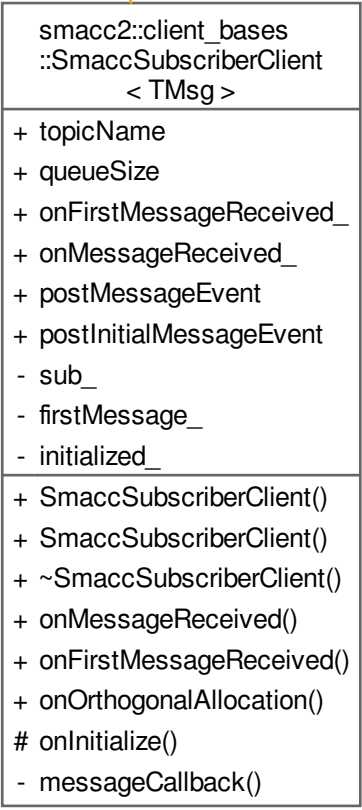 smacc2::client_bases
::SmaccSubscriberClient
< TMsg >
+ topicName
+ queueSize
+ onFirstMessageReceived_
+ onMessageReceived_
+ postMessageEvent
+ postInitialMessageEvent
- sub_
- firstMessage_
- initialized_
+ SmaccSubscriberClient()
+ SmaccSubscriberClient()
+ ~SmaccSubscriberClient()
+ onMessageReceived()
+ onFirstMessageReceived()
+ onOrthogonalAllocation()
# onInitialize()
- messageCallback()